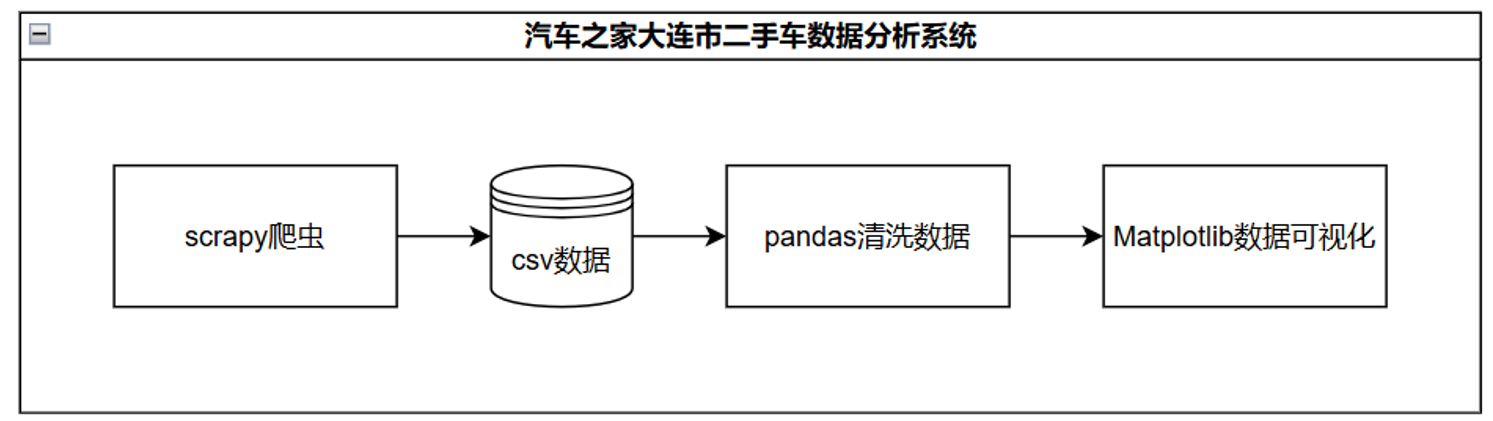 汽车之家大连市二手车数据分析系统
scrapy爬虫
csv数据
pandas清洗数据
Matplotlib数据可视化